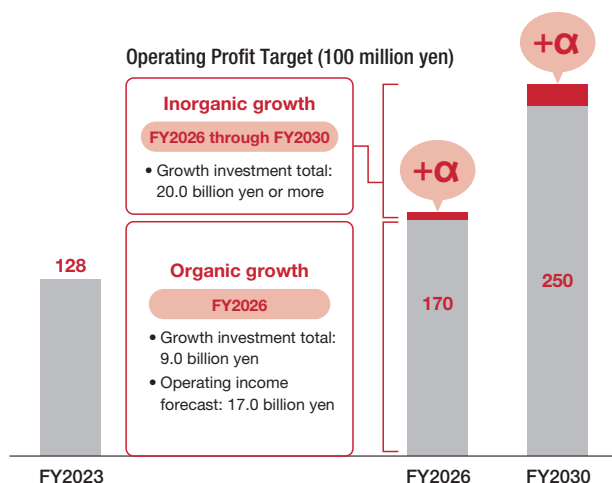 Operating Profit Target (100 million yen)
+α
Inorganic growth
FY2026 through FY2030
• Growth investment total:
20.0 billion yen or more
+α
128
Organic growth
FY2026
• Growth investment total:
9.0 billion yen
• Operating income
forecast: 17.0 billion yen
170
250
FY2023
FY2026
FY2030